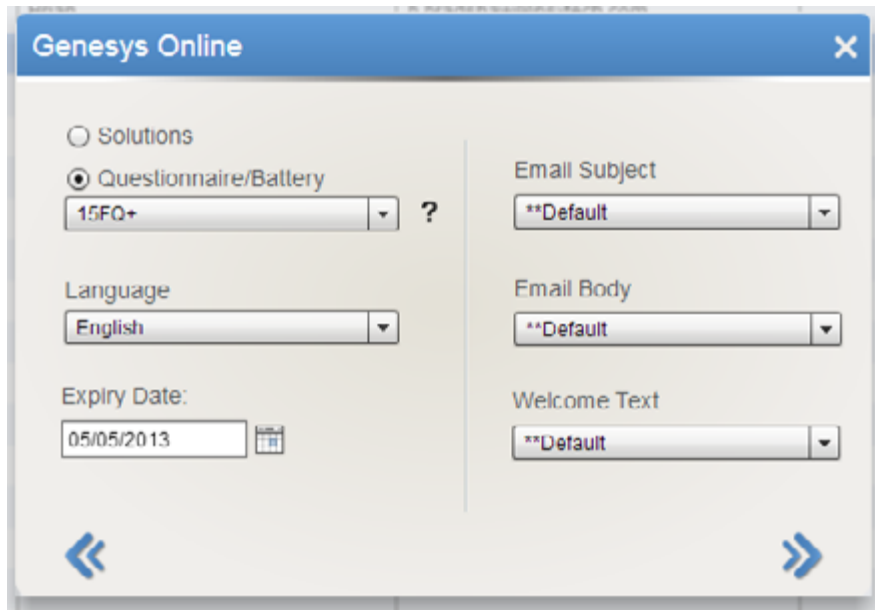 Genesys Online
Solutions
Questionnaire/Battery
15FQ+
?
Language
English
Expiry Date:
05/05/2013
Email Subject
**Default
Email Body
**Default
Welcome Text
**Default